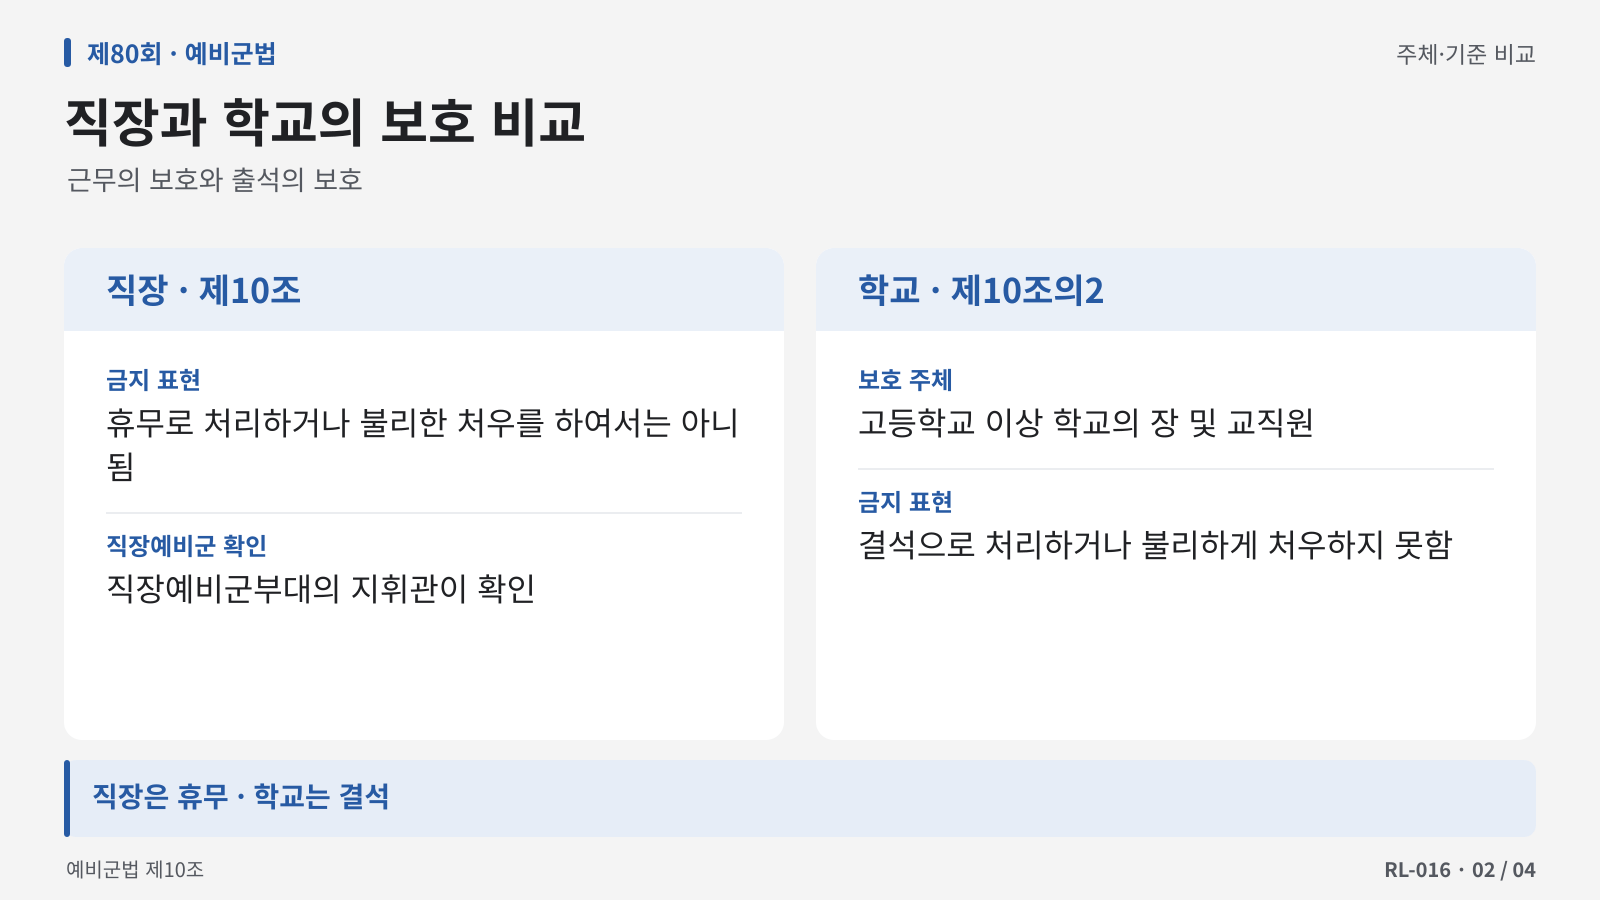 제80회 · 예비군법
주체·기준 비교
직장과 학교의 보호 비교
근무의 보호와 출석의 보호
직장 · 제10조
금지 표현
휴무로 처리하거나 불리한 처우를 하여서는 아니
됨
직장예비군 확인
직장예비군부대의 지휘관이 확인
학교 · 제10조의2
보호 주체
고등학교 이상 학교의 장 및 교직원
금지 표현
결석으로 처리하거나 불리하게 처우하지 못함
직장은 휴무 · 학교는 결석
예비군법 제10조
RL-016 · 02 / 04